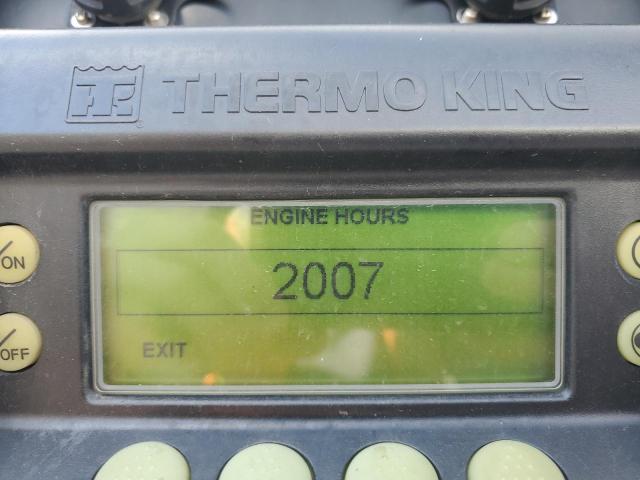 THERMO KING
ENGINE HOURS
2007
EXIT
ON
OFF